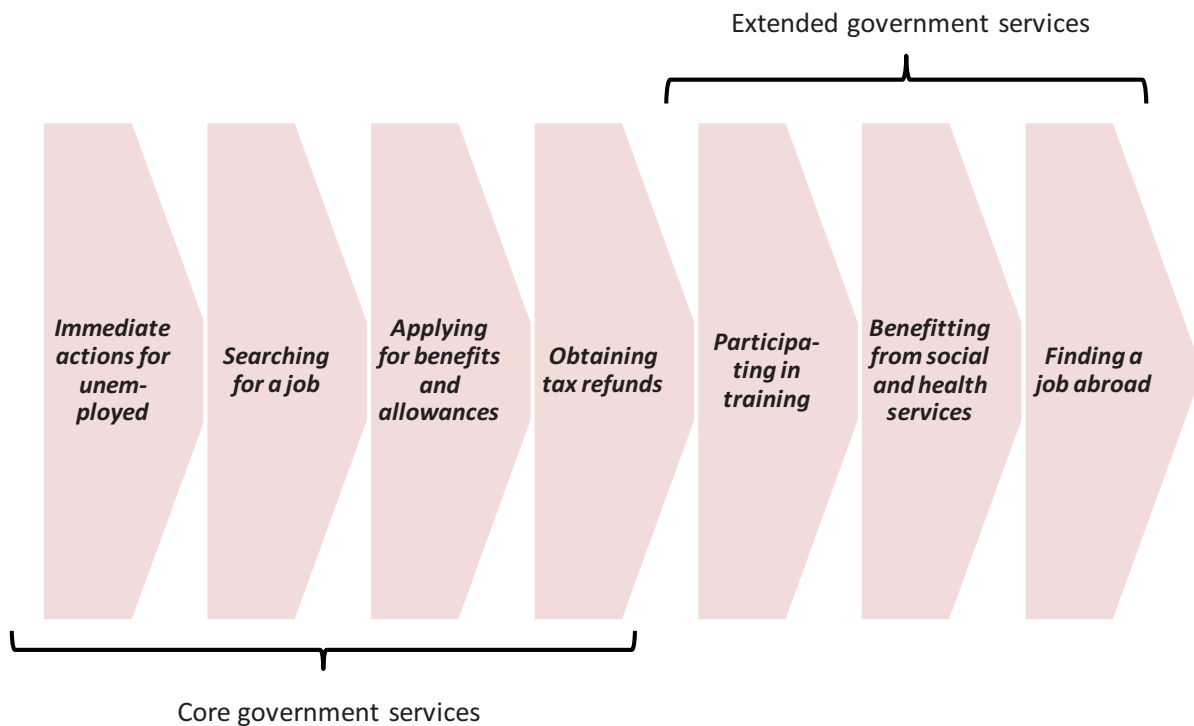 Extended government services
Immediate
actions for
unem-
ployed
Searching
for a job
Applying
for benefits
and
allowances
Obtaining
tax refunds
Participa-
ting in
training
Benefitting
from social
and health
services
Finding a
job abroad
Core government services